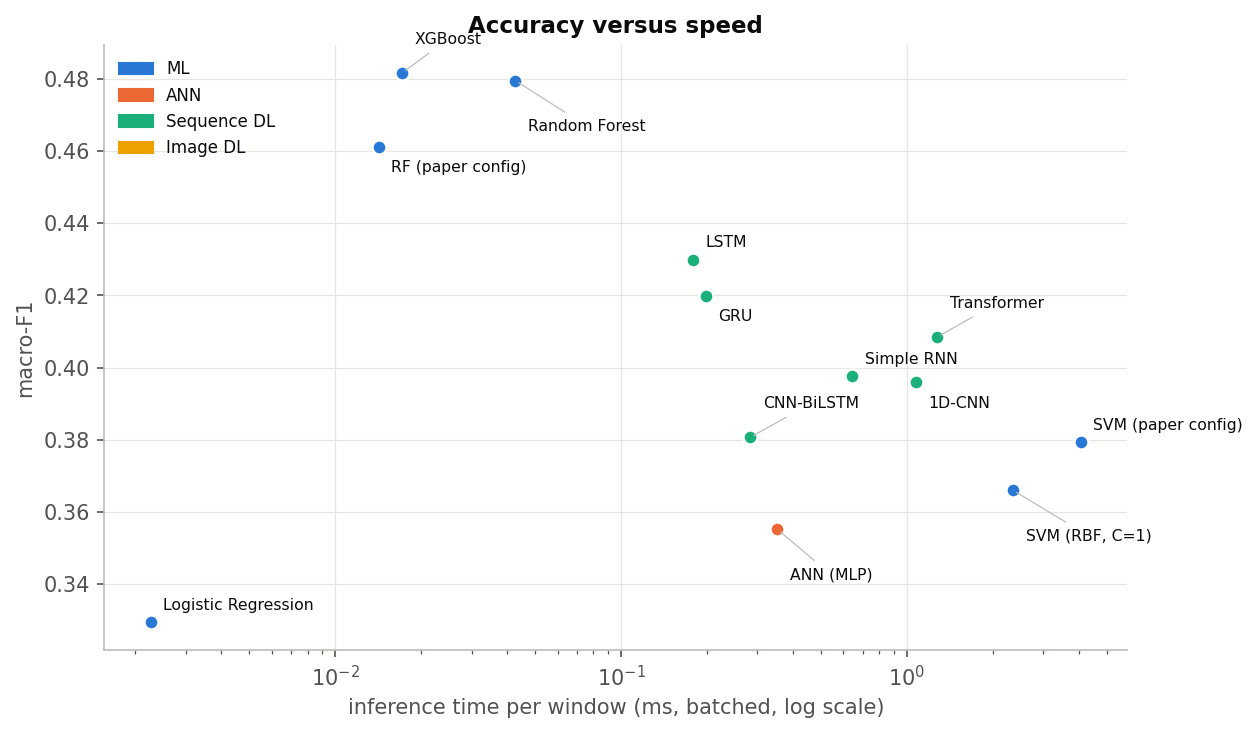 Accuracy versus speed
XGBoost
ML
ANN
Sequence DL
Image DL
Random Forest
RF (paper config)
LSTM
GRU
Transformer
Simple RNN
1D-CNN
CNN-BiLSTM
SVM (paper config)
SVM (RBF, C=1)
ANN (MLP)
Logistic Regression
0.48
0.46
0.44
0.42
0.40
0.38
0.36
0.34
macro-F1
10⁻² 10⁻¹ 10⁰
inference time per window (ms, batched, log scale)